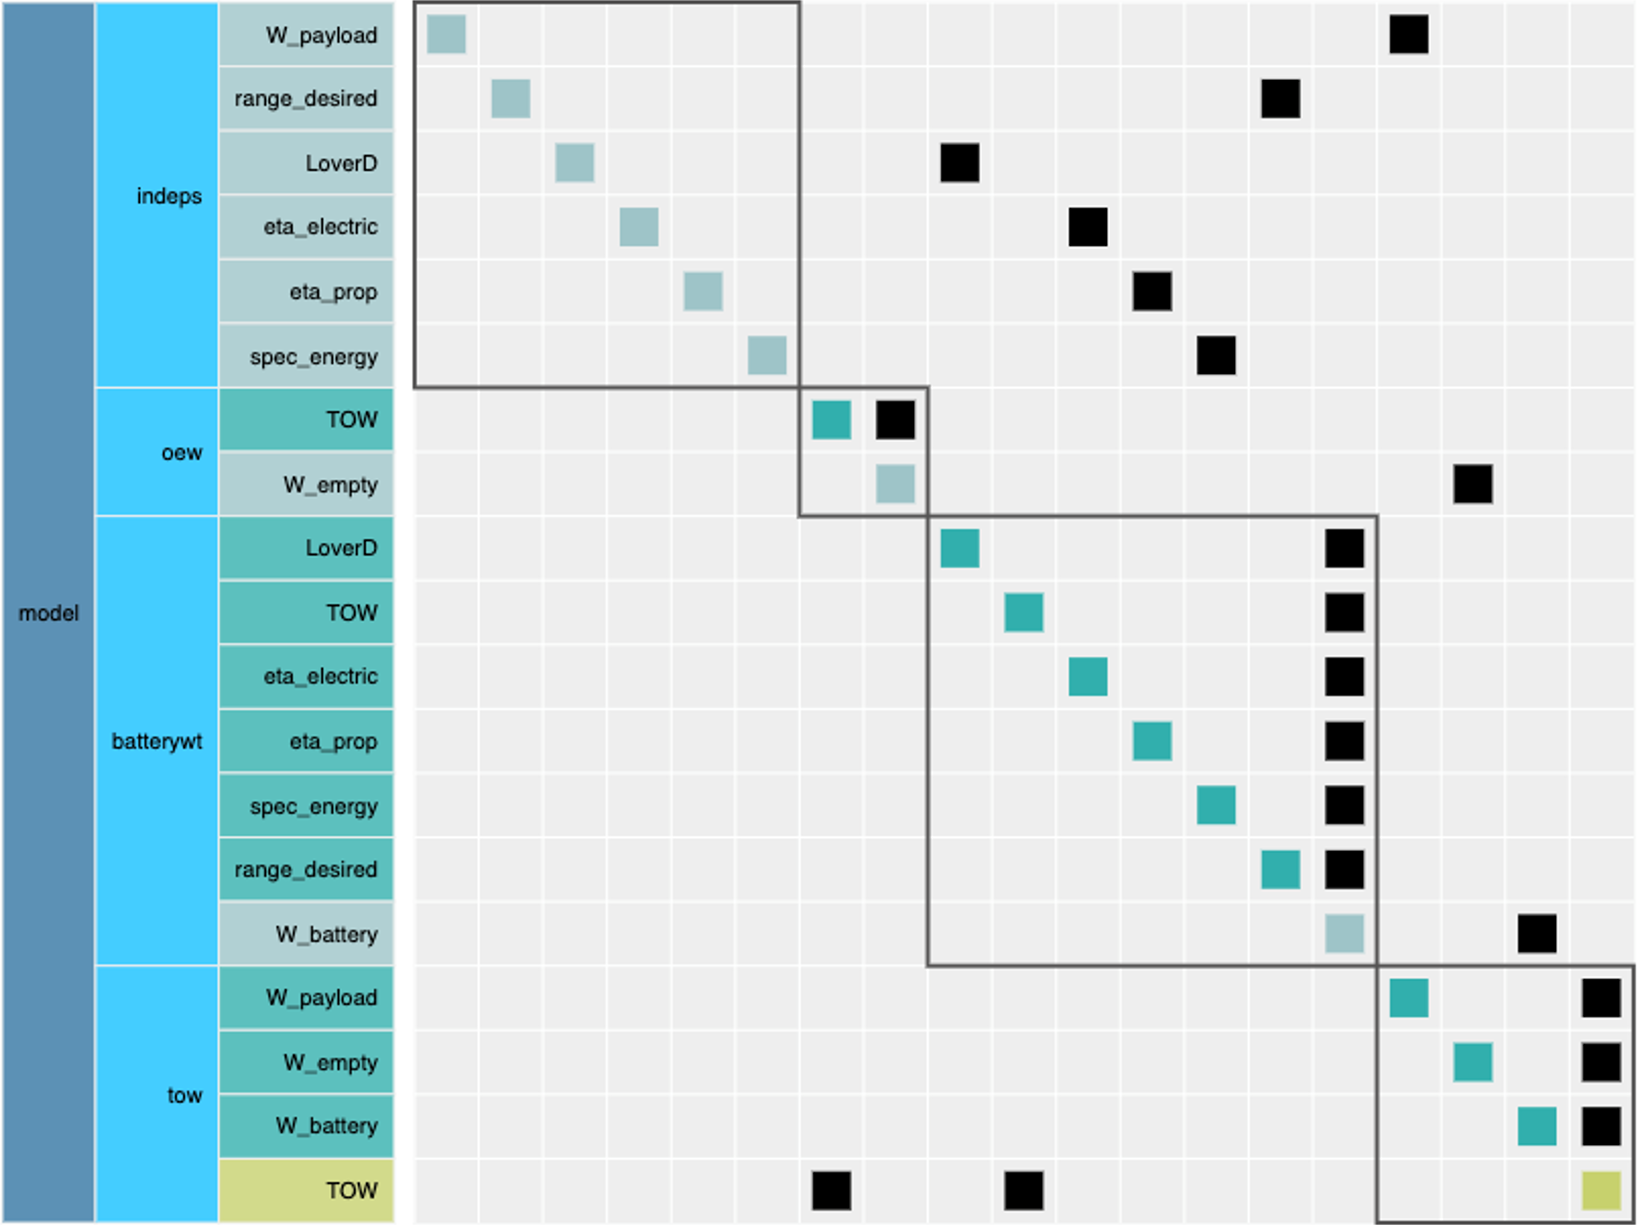 model
indeps
W_payload
range_desired
LoverD
eta_electric
eta_prop
spec_energy
oew
TOW
W_empty
batterywt
LoverD
TOW
eta_electric
eta_prop
spec_energy
range_desired
W_battery
tow
W_payload
W_empty
W_battery
TOW